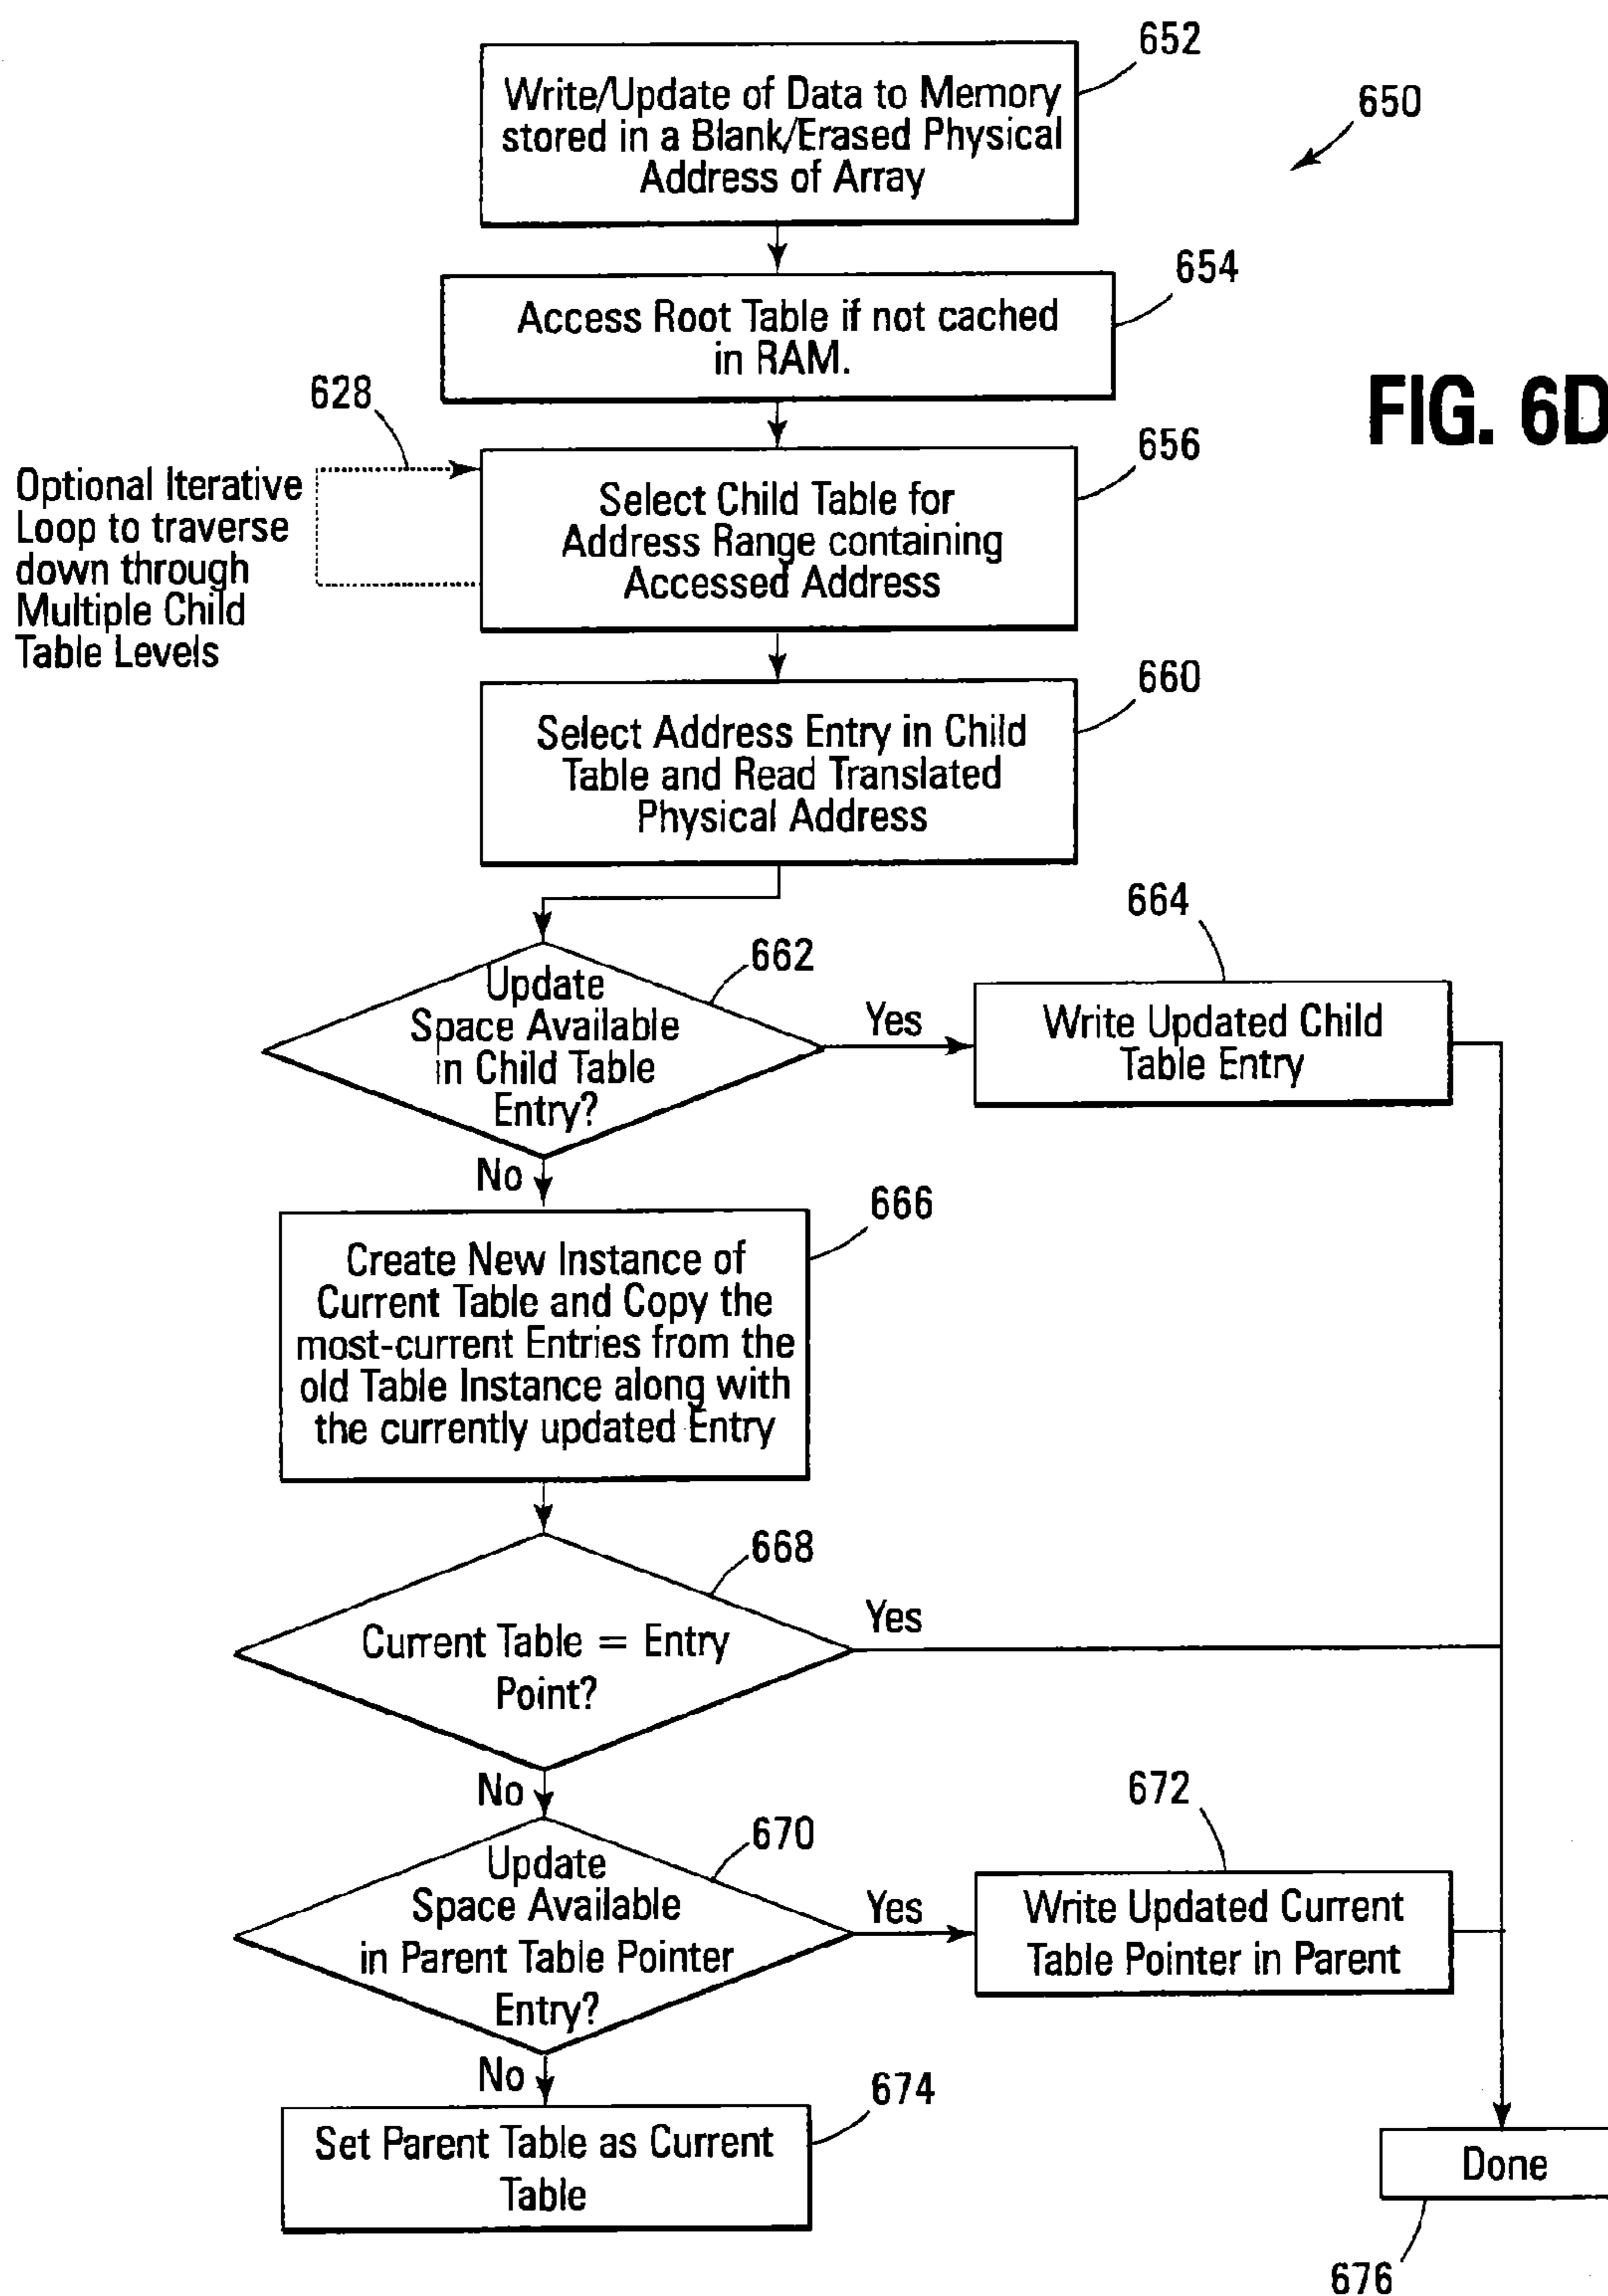 652
Write/Update of Data to Memory
stored in a Blank/Erased Physical
Address of Array
650
654
Access Root Table if not cached
in RAM.
FIG. 6D
628
656
Optional Iterative
Loop to traverse
down through
Multiple Child
Table Levels
Select Child Table for
Address Range containing
Accessed Address
660
Select Address Entry in Child
Table and Read Translated
Physical Address
662
Update
Space Available
in Child Table
Entry?
Yes
664
Write Updated Child
Table Entry
No
666
Create New Instance of
Current Table and Copy the
most-current Entries from the
old Table Instance along with
the currently updated Entry
668
Current Table = Entry
Point?
Yes
No
670
Update
Space Available
in Parent Table Pointer
Entry?
Yes
672
Write Updated Current
Table Pointer in Parent
No
674
Set Parent Table as Current
Table
Done
676